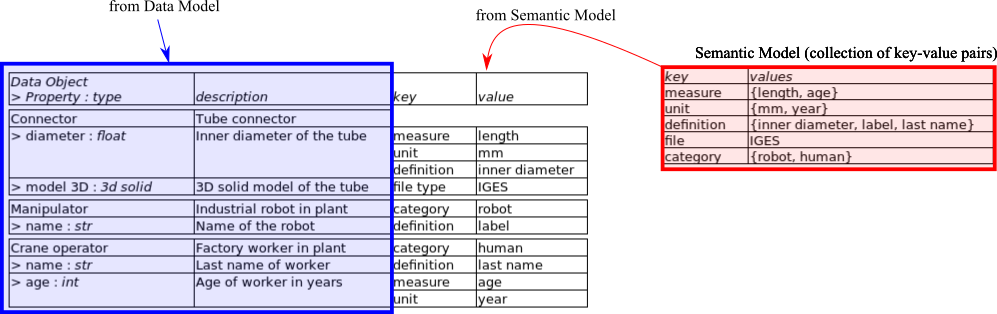 from Data Model
from Semantic Model
Semantic Model (collection of key-value pairs)
key values
measure {length, age}
unit {mm, year}
definition {inner diameter, label, last name}
file IGES
category {robot, human}
Data Object
> Property : type description key value
Connector Tube connector
> diameter : float Inner diameter of the tube measure length
unit mm
definition inner diameter
> model 3D : 3d solid 3D solid model of the tube file type IGES
Manipulator Industrial robot in plant category robot
> name : str Name of the robot definition label
Crane operator Factory worker in plant category human
> name : str Last name of worker definition last name
> age : int Age of worker in years measure age
unit year